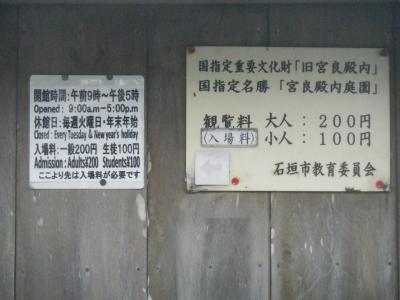 開館時間:午前9時～午後5時
Opened: 9:00a.m-5:00p.m
休館日:毎週火曜日・年末年始
Closed: Every Tuesday & New year's holiday
入場料:一般200円 生徒100円
Admission:Adults¥200 Students¥100
ここより先は入場料が必要です
国指定重要文化財「旧宮良殿内」
国指定名勝「宮良殿内庭園」
観覧料 大人:200円
(入場料) 小人:100円
石垣市教育委員会